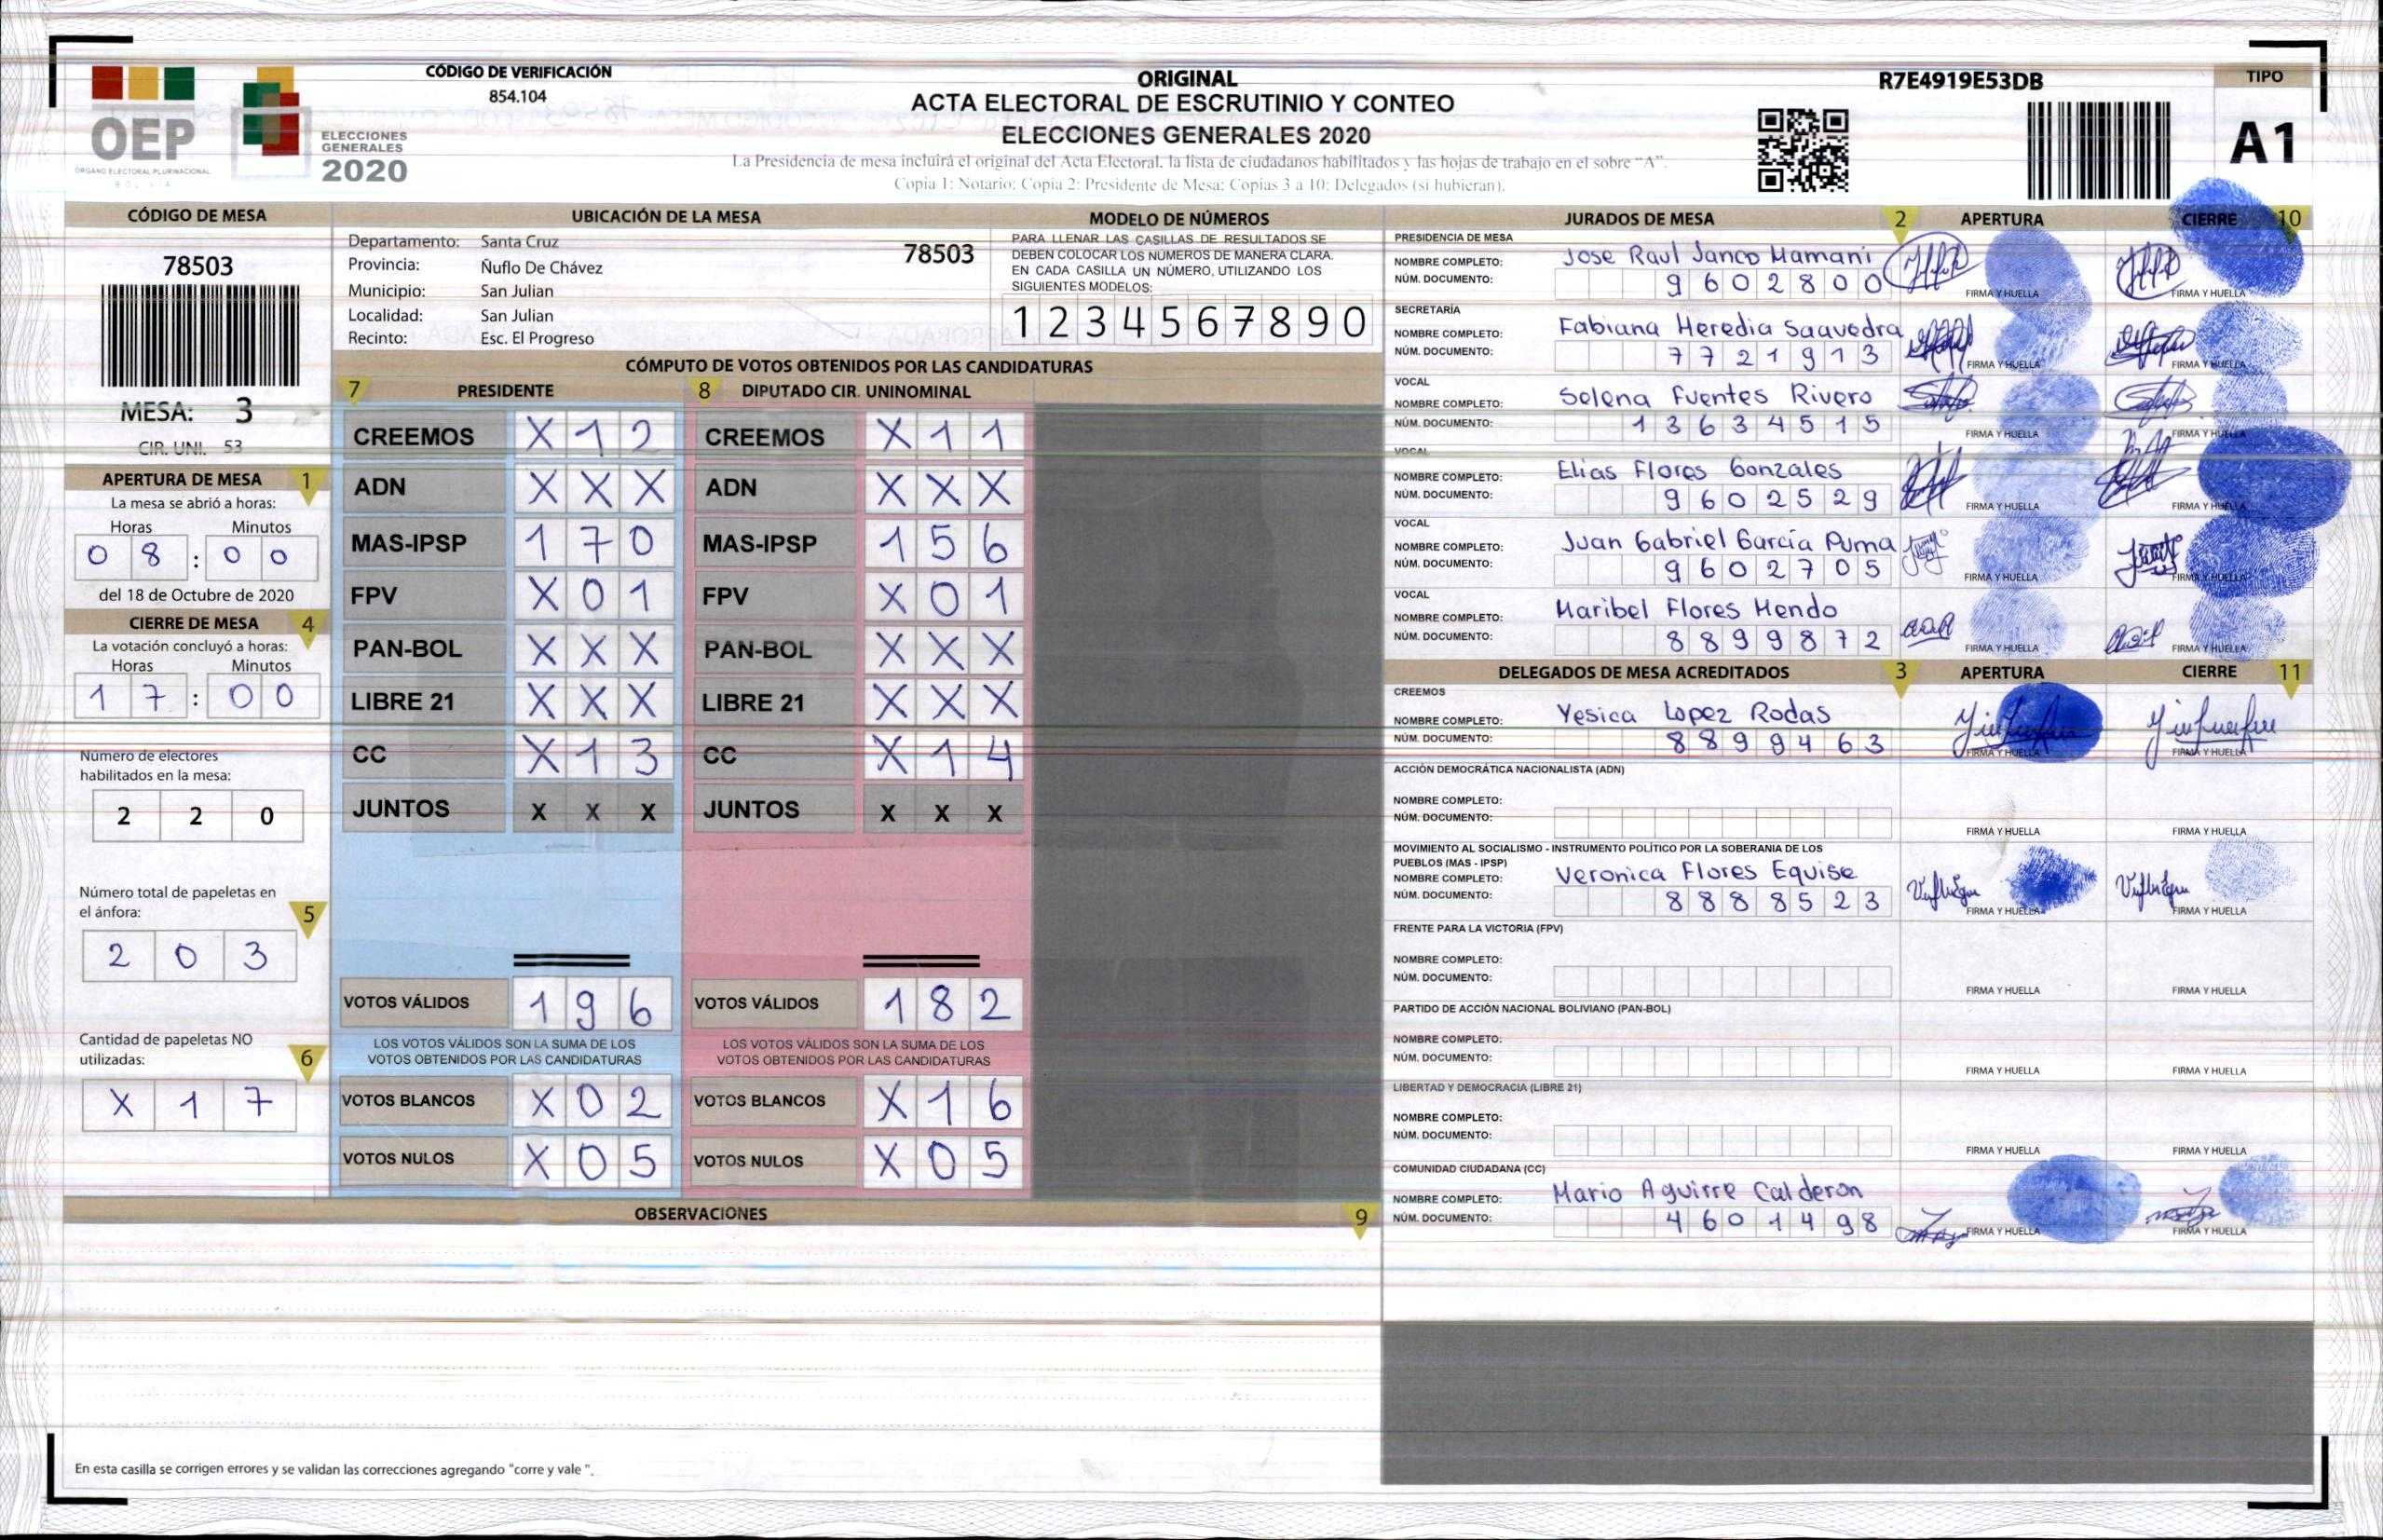 OEP
ÓRGANO ELECTORAL PLURINACIONAL
BOLIVIA
ELECCIONES
GENERALES
2020
CÓDIGO DE VERIFICACIÓN
854.104
ORIGINAL
ACTA ELECTORAL DE ESCRUTINIO Y CONTEO
ELECCIONES GENERALES 2020
La Presidencia de mesa incluirá el original del Acta Electoral, la lista de ciudadanos habilitados y las hojas de trabajo en el sobre "A".
Copia 1: Notario; Copia 2: Presidente de Mesa; Copias 3 a 10: Delegados (si hubieran).
R7E4919E53DB
TIPO
A1
CÓDIGO DE MESA
78503
MESA: 3
CIR. UNI. 53
APERTURA DE MESA 1
La mesa se abrió a horas:
Horas Minutos
0 8 : 0 0
del 18 de Octubre de 2020
CIERRE DE MESA 4
La votación concluyó a horas:
Horas Minutos
1 7 : 0 0
Número de electores
habilitados en la mesa:
2 2 0
Número total de papeletas en
el ánfora: 5
2 0 3
Cantidad de papeletas NO
utilizadas: 6
X 1 7
UBICACIÓN DE LA MESA
Departamento: Santa Cruz
78503
Provincia: Ñuflo De Chávez
Municipio: San Julian
Localidad: San Julian
Recinto: Esc. El Progreso
MODELO DE NÚMEROS
PARA LLENAR LAS CASILLAS DE RESULTADOS SE
DEBEN COLOCAR LOS NÚMEROS DE MANERA CLARA.
EN CADA CASILLA UN NÚMERO, UTILIZANDO LOS
SIGUIENTES MODELOS:
1 2 3 4 5 6 7 8 9 0
CÓMPUTO DE VOTOS OBTENIDOS POR LAS CANDIDATURAS
7 PRESIDENTE 8 DIPUTADO CIR. UNINOMINAL
CREEMOS X 1 2 CREEMOS X 1 1
ADN X X X ADN X X X
MAS-IPSP 1 7 0 MAS-IPSP 1 5 6
FPV X 0 1 FPV X 0 1
PAN-BOL X X X PAN-BOL X X X
LIBRE 21 X X X LIBRE 21 X X X
CC X 1 3 CC X 1 4
JUNTOS X X X JUNTOS X X X
VOTOS VÁLIDOS 1 9 6 VOTOS VÁLIDOS 1 8 2
LOS VOTOS VÁLIDOS SON LA SUMA DE LOS LOS VOTOS VÁLIDOS SON LA SUMA DE LOS
VOTOS OBTENIDOS POR LAS CANDIDATURAS VOTOS OBTENIDOS POR LAS CANDIDATURAS
VOTOS BLANCOS X 0 2 VOTOS BLANCOS X 1 6
VOTOS NULOS X 0 5 VOTOS NULOS X 0 5
OBSERVACIONES 9
En esta casilla se corrigen errores y se validan las correcciones agregando "corre y vale ".
JURADOS DE MESA 2 APERTURA CIERRE 10
PRESIDENCIA DE MESA
NOMBRE COMPLETO: Jose Raul Janco Mamani
NÚM. DOCUMENTO: 9 6 0 2 8 0 0 FIRMA Y HUELLA FIRMA Y HUELLA
SECRETARÍA
NOMBRE COMPLETO: Fabiana Heredia Saavedra
NÚM. DOCUMENTO: 7 7 2 1 9 1 3 FIRMA Y HUELLA FIRMA Y HUELLA
VOCAL
NOMBRE COMPLETO: Selena Fuentes Rivero
NÚM. DOCUMENTO: 1 3 6 3 4 5 1 5 FIRMA Y HUELLA FIRMA Y HUELLA
VOCAL
NOMBRE COMPLETO: Elias Flores Gonzales
NÚM. DOCUMENTO: 9 6 0 2 5 2 9 FIRMA Y HUELLA FIRMA Y HUELLA
VOCAL
NOMBRE COMPLETO: Juan Gabriel García Puma
NÚM. DOCUMENTO: 9 6 0 2 7 0 5 FIRMA Y HUELLA FIRMA Y HUELLA
VOCAL
NOMBRE COMPLETO: Maribel Flores Mendo
NÚM. DOCUMENTO: 8 8 9 9 8 7 2 FIRMA Y HUELLA FIRMA Y HUELLA
DELEGADOS DE MESA ACREDITADOS 3 APERTURA CIERRE 11
CREEMOS
NOMBRE COMPLETO: Yesica Lopez Rodas
NÚM. DOCUMENTO: 8 8 9 9 4 6 3 FIRMA Y HUELLA FIRMA Y HUELLA
ACCIÓN DEMOCRÁTICA NACIONALISTA (ADN)
NOMBRE COMPLETO:
NÚM. DOCUMENTO: FIRMA Y HUELLA FIRMA Y HUELLA
MOVIMIENTO AL SOCIALISMO - INSTRUMENTO POLÍTICO POR LA SOBERANIA DE LOS
PUEBLOS (MAS - IPSP)
NOMBRE COMPLETO: Veronica Flores Equise
NÚM. DOCUMENTO: 8 8 8 8 5 2 3 FIRMA Y HUELLA FIRMA Y HUELLA
FRENTE PARA LA VICTORIA (FPV)
NOMBRE COMPLETO:
NÚM. DOCUMENTO: FIRMA Y HUELLA FIRMA Y HUELLA
PARTIDO DE ACCIÓN NACIONAL BOLIVIANO (PAN-BOL)
NOMBRE COMPLETO:
NÚM. DOCUMENTO: FIRMA Y HUELLA FIRMA Y HUELLA
LIBERTAD Y DEMOCRACIA (LIBRE 21)
NOMBRE COMPLETO:
NÚM. DOCUMENTO: FIRMA Y HUELLA FIRMA Y HUELLA
COMUNIDAD CIUDADANA (CC)
NOMBRE COMPLETO: Mario Aguirre Calderon
NÚM. DOCUMENTO: 4 6 0 1 4 9 8 FIRMA Y HUELLA FIRMA Y HUELLA